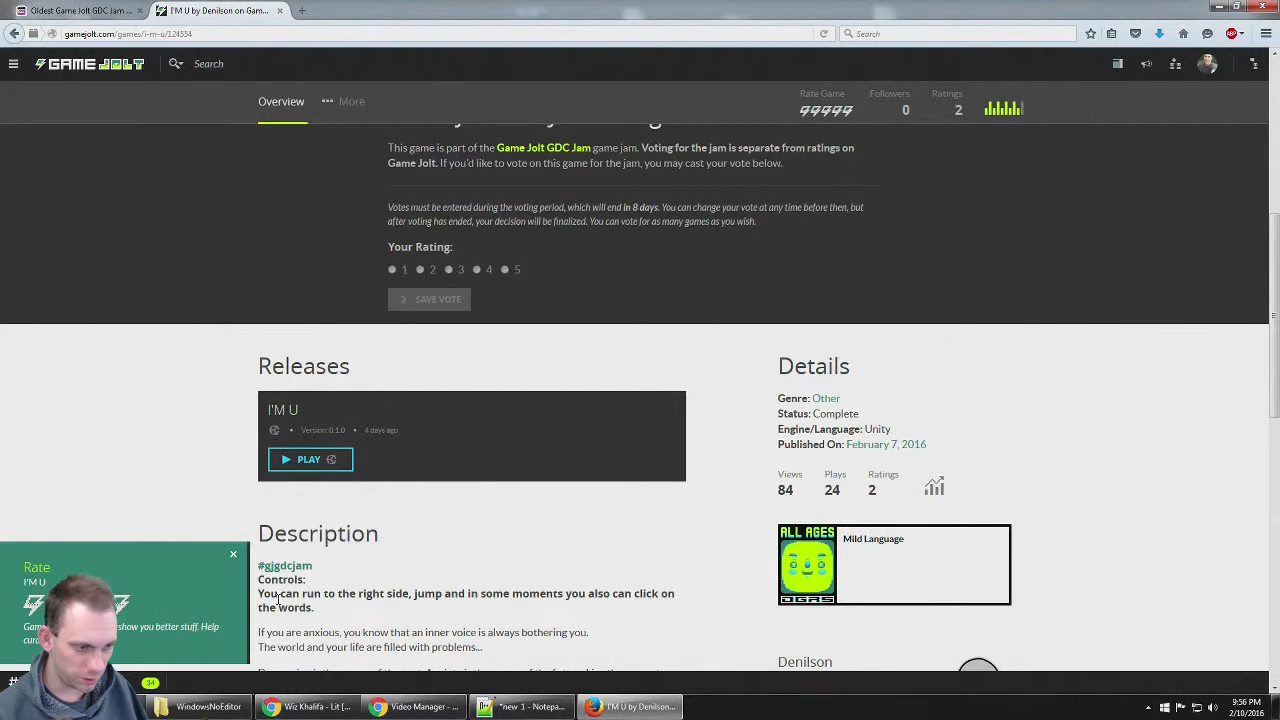 Oldest Game Jolt GDC Jam ...
I'M U by Denilson on Gam...
gamejolt.com/games/i-m-u/124554
Search
GAME JOLT
Search
Overview
More
Rate Game
Followers
0
Ratings
2
This game is part of the Game Jolt GDC Jam game jam. Voting for the jam is separate from ratings on
Game Jolt. If you'd like to vote on this game for the jam, you may cast your vote below.
Votes must be entered during the voting period, which will end in 8 days. You can change your vote at any time before then, but
after voting has ended, your decision will be finalized. You can vote for as many games as you wish.
Your Rating:
1 2 3 4 5
SAVE VOTE
Releases
I'M U
Version: 0.1.0 • 4 days ago
PLAY
Description
#gjgdcjam
Controls:
You can run to the right side, jump and in some moments you also can click on
the words.
If you are anxious, you know that an inner voice is always bothering you.
The world and your life are filled with problems...
Details
Genre: Other
Status: Complete
Engine/Language: Unity
Published On: February 7, 2016
Views
84
Plays
24
Ratings
2
ALL AGES
Mild Language
DGAS
Denilson
Rate
I'M U
Gam
show you better stuff. Help
34
WindowsNoEditor
Wiz Khalifa - Lit [...
Video Manager - ...
*new 1 - Notepa...
I'M U by Denilson...
9:56 PM
2/10/2016